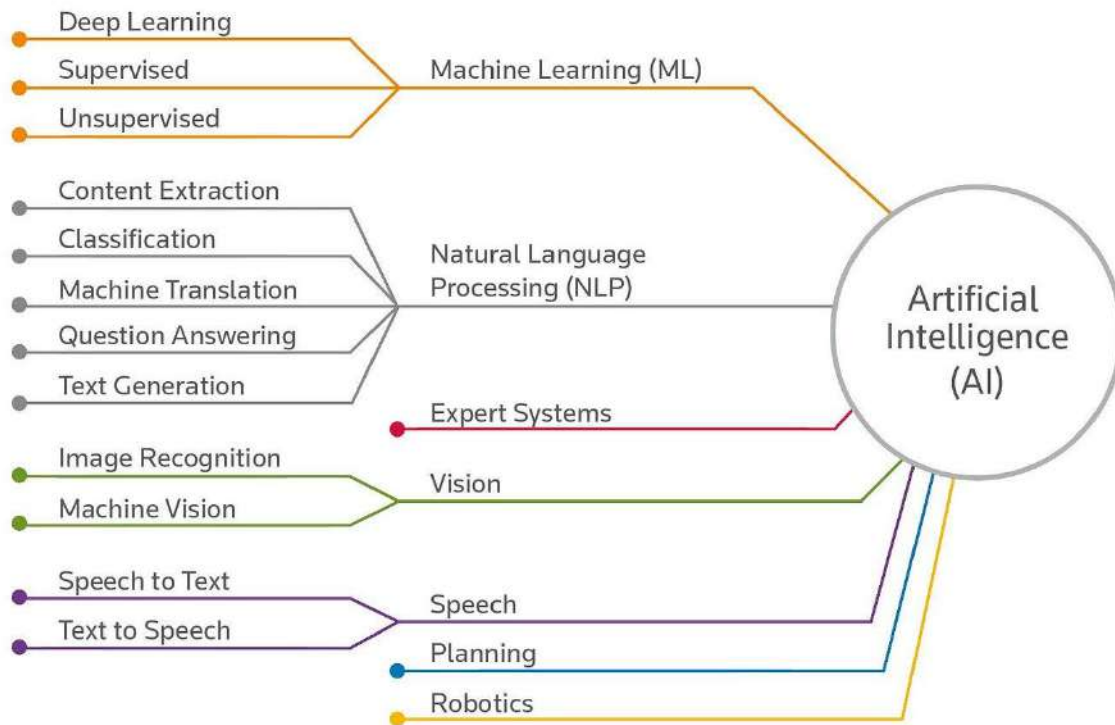 Deep Learning
Supervised
Unsupervised
Machine Learning (ML)
Content Extraction
Classification
Machine Translation
Question Answering
Text Generation
Natural Language
Processing (NLP)
Expert Systems
Image Recognition
Machine Vision
Vision
Speech to Text
Text to Speech
Speech
Planning
Robotics
Artificial
Intelligence
(AI)